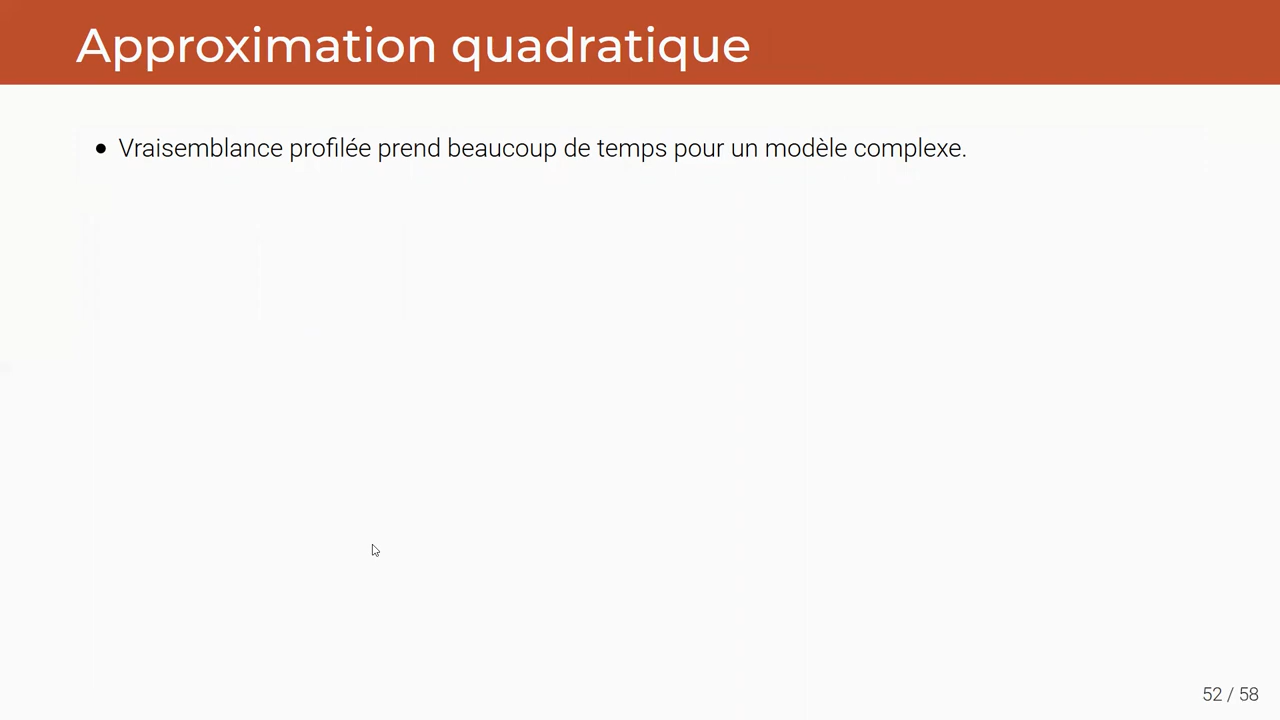 Approximation quadratique
• Vraisemblance profilée prend beaucoup de temps pour un modèle complexe.
52 / 58